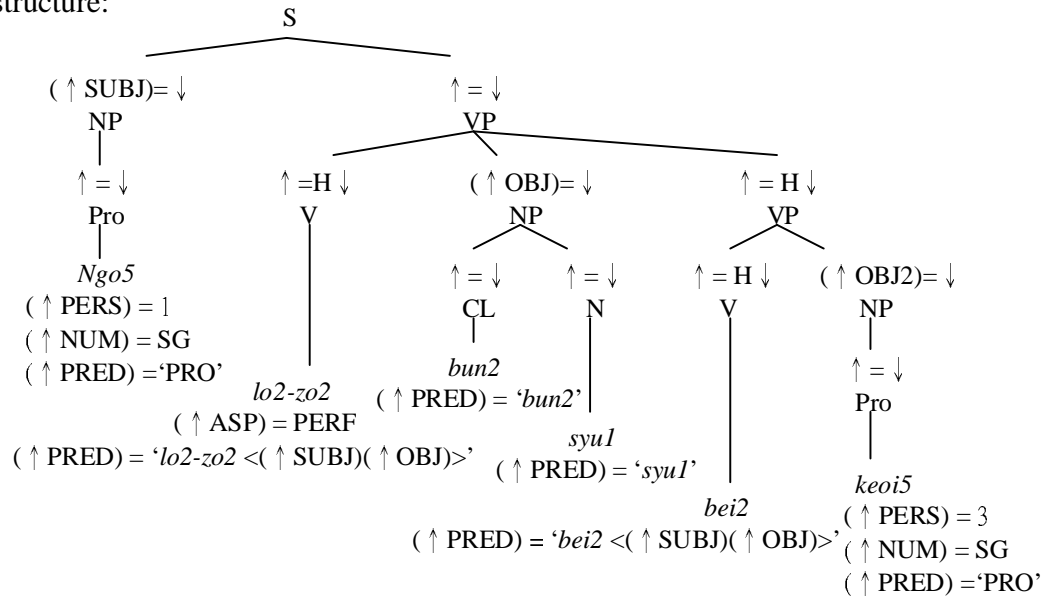 structure:
S
( ↑ SUBJ)= ↓ ↑ = ↓
NP VP
↑ = ↓ ↑ =H ↓ ( ↑ OBJ)= ↓ ↑ = H ↓
Pro V NP VP
Ngo5 ↑ = ↓ ↑ = ↓ ↑ = H ↓ ( ↑ OBJ2)= ↓
( ↑ PERS) = 1 CL N V NP
( ↑ NUM) = SG
( ↑ PRED) =‘PRO’ bun2 ↑ = ↓
lo2-zo2 ( ↑ PRED) = ‘bun2’ Pro
( ↑ ASP) = PERF
( ↑ PRED) = ‘lo2-zo2 <( ↑ SUBJ)( ↑ OBJ)>’ syu1
( ↑ PRED) = ‘syu1’
keoi5
bei2 ( ↑ PERS) = 3
( ↑ PRED) = ‘bei2 <( ↑ SUBJ)( ↑ OBJ)>’ ( ↑ NUM) = SG
( ↑ PRED) =‘PRO’